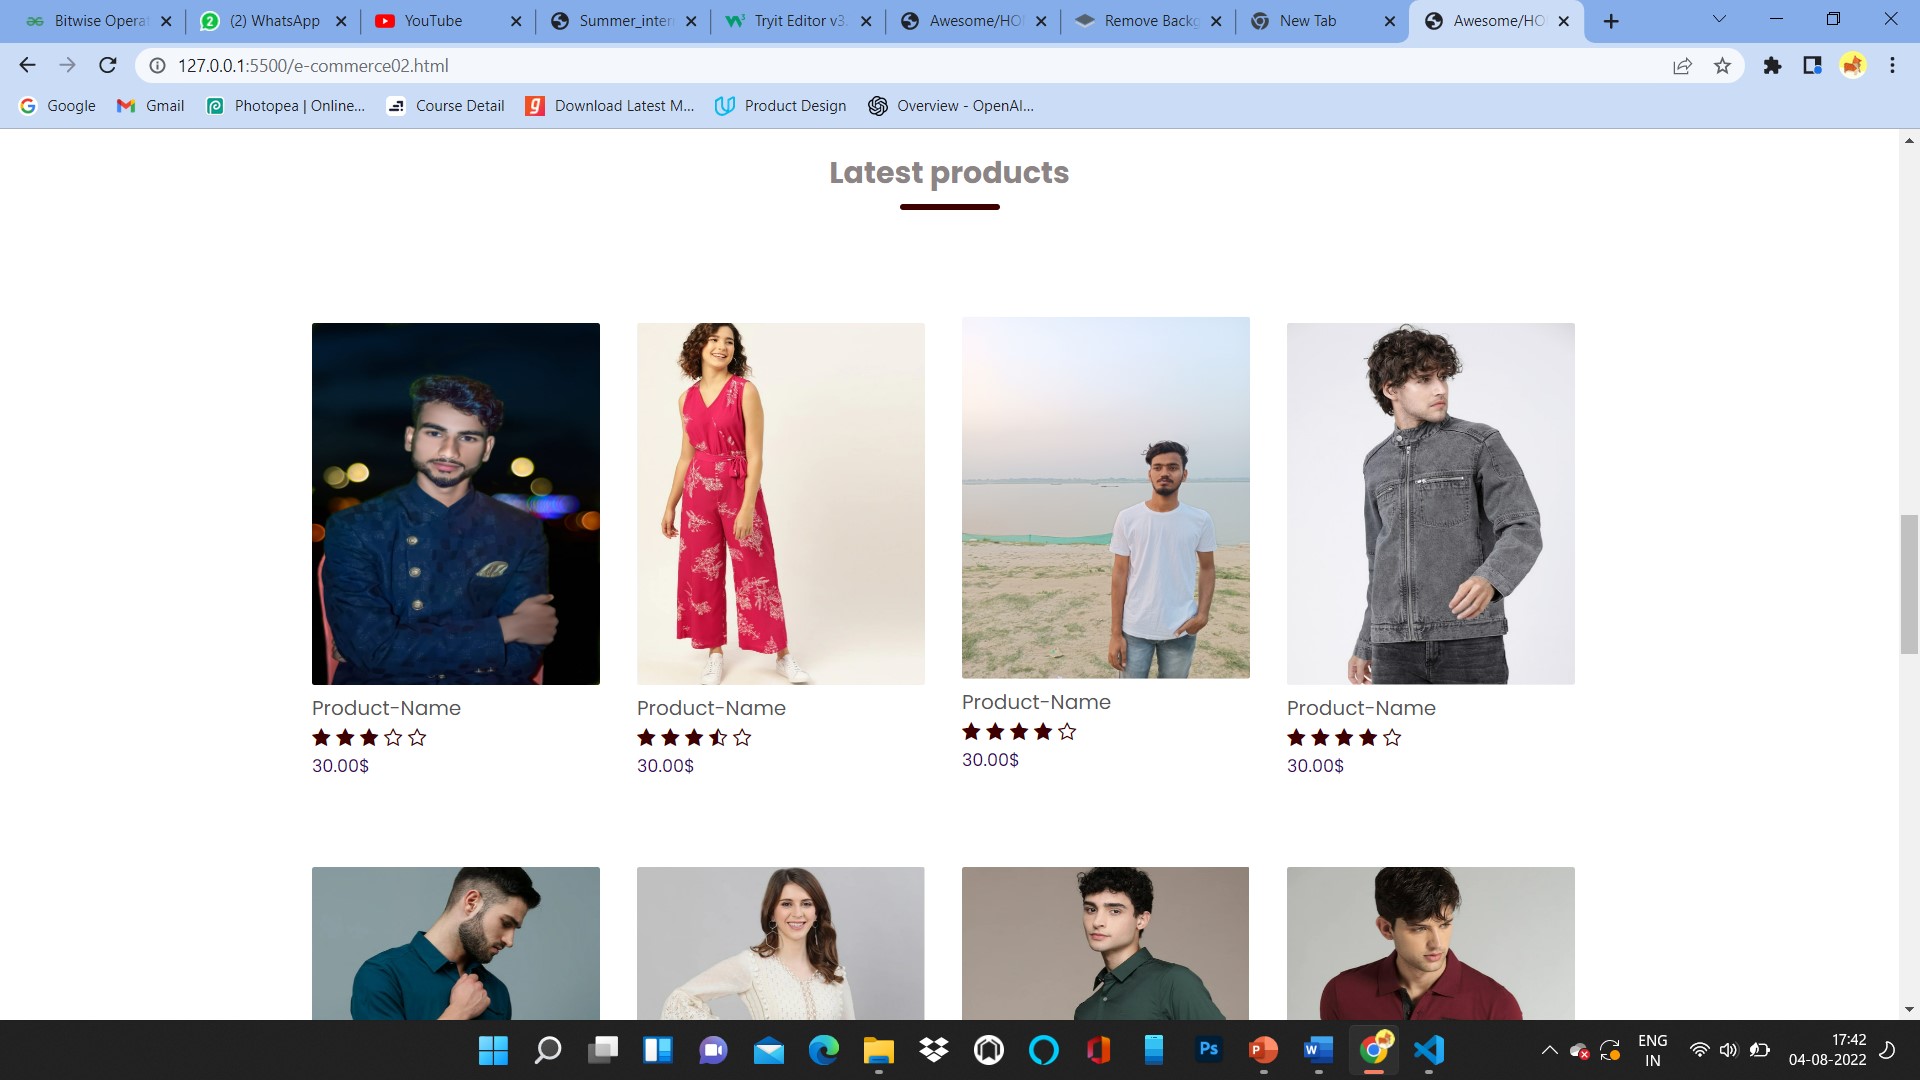 Bitwise Operat
(2) WhatsApp
YouTube
Summer_inter
Tryit Editor v3.
Awesome/HO
Remove Backg
New Tab
Awesome/HO
127.0.0.1:5500/e-commerce02.html
Google
Gmail
Photopea | Online...
Course Detail
Download Latest M...
Product Design
Overview - OpenAI...
Latest products
Product-Name
30.00$
Product-Name
30.00$
Product-Name
30.00$
Product-Name
30.00$
ENG
IN
17:42
04-08-2022